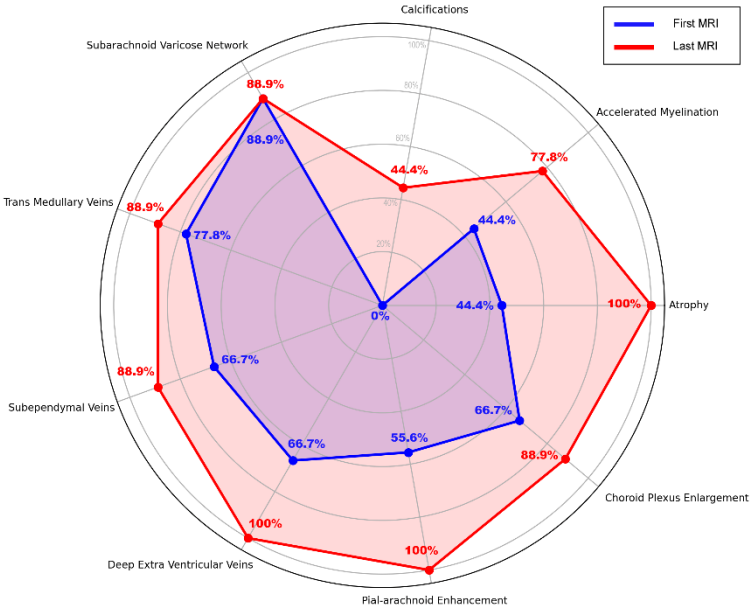 Calcifications
First MRI
Last MRI
100%
Subarachnoid Varicose Network
88.9%
80%
Accelerated Myelination
88.9%
60%
77.8%
44.4%
Trans Medullary Veins
88.9%
40%
77.8%
44.4%
20%
0%
44.4%
100%
Atrophy
88.9%
66.7%
Subependymal Veins
66.7%
66.7%
55.6%
88.9%
Choroid Plexus Enlargement
100%
100%
Deep Extra Ventricular Veins
Pial-arachnoid Enhancement